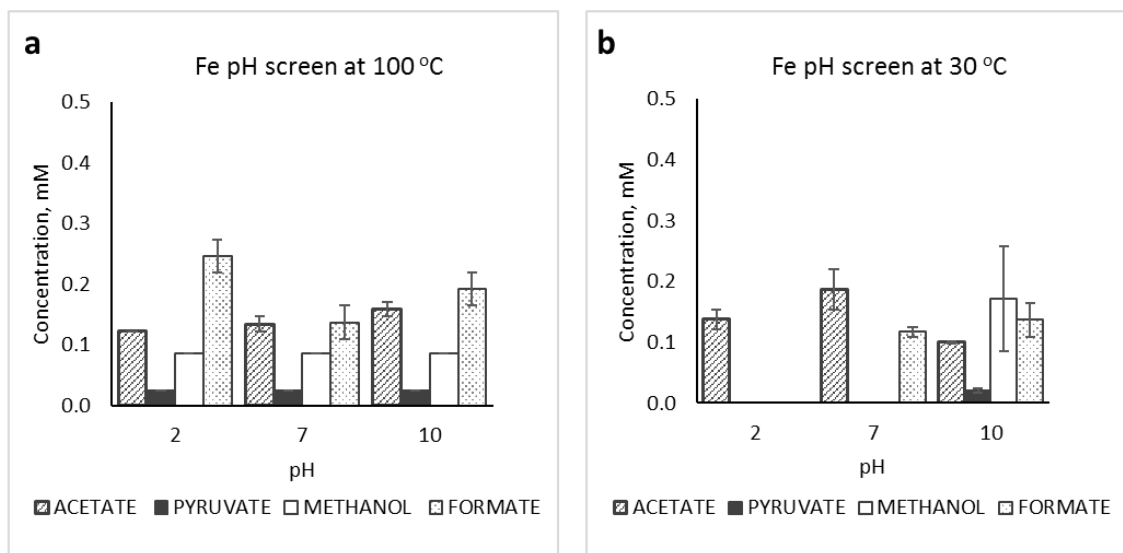 a
Fe pH screen at 100 °C
Concentration, mM
0.5
0.4
0.3
0.2
0.1
0.0
2 7 10
pH
ACETATE PYRUVATE METHANOL FORMATE
b
Fe pH screen at 30 °C
Concentration, mM
0.5
0.4
0.3
0.2
0.1
0.0
2 7 10
pH
ACETATE PYRUVATE METHANOL FORMATE